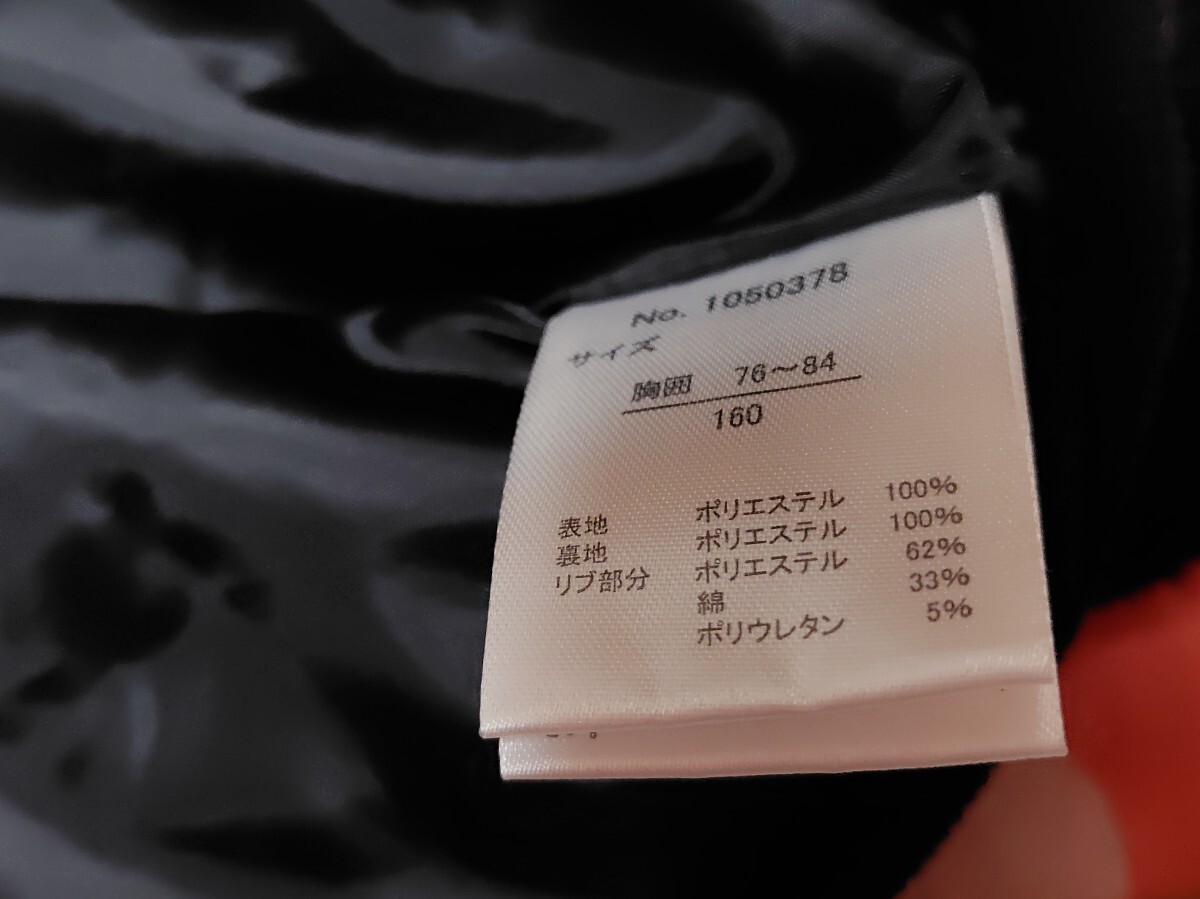 No. 1050378
サイズ
胸囲 76～84
160
表地 ポリエステル 100%
裏地 ポリエステル 100%
リブ部分 ポリエステル 62%
綿 33%
ポリウレタン 5%